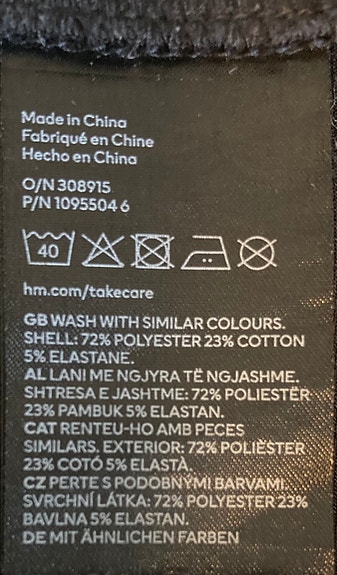 Made in China
Fabriqué en Chine
Hecho en China
O/N 308915
P/N 1095504 6
40
hm.com/takecare
GB WASH WITH SIMILAR COLOURS.
SHELL: 72% POLYESTER 23% COTTON
5% ELASTANE.
AL LANI ME NGJYRA TË NGJASHME.
SHTRESA E JASHTME: 72% POLIESTËR
23% PAMBUK 5% ELASTAN.
CAT RENTEU-HO AMB PECES
SIMILARS. EXTERIOR: 72% POLIÈSTER
23% COTÓ 5% ELASTÀ.
CZ PERTE S PODOBNÝMI BARVAMI.
SVRCHNÍ LÁTKA: 72% POLYESTER 23%
BAVLNA 5% ELASTAN.
DE MIT ÄHNLICHEN FARBEN